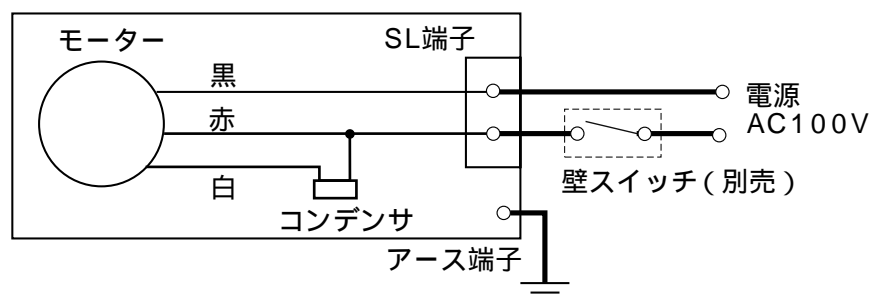 モーター
SL端子
黒
赤
白
コンデンサ
アース端子
電源
AC100V
壁スイッチ(別売)